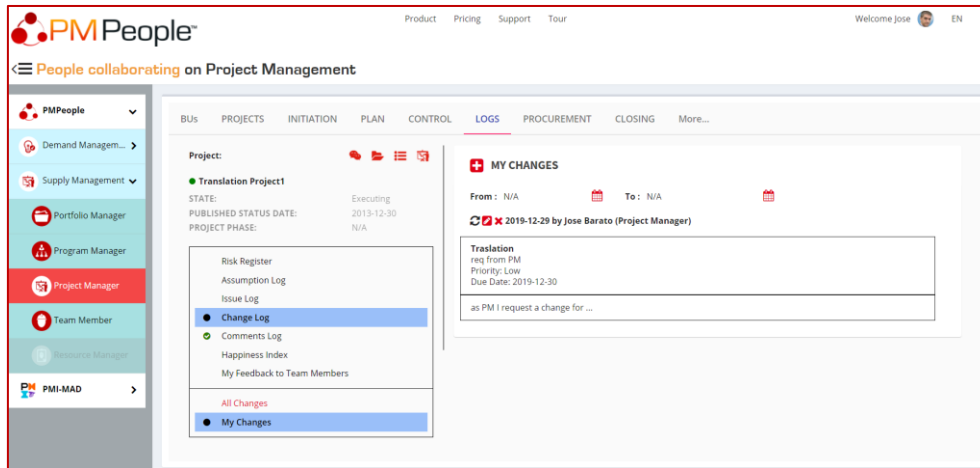 PMPeople™
Product Pricing Support Tour
Welcome Jose EN
People collaborating on Project Management
PMPeople
Demand Managem...
Supply Management
Portfolio Manager
Program Manager
Project Manager
Team Member
Resource Manager
PMI-MAD
BUs PROJECTS INITIATION PLAN CONTROL LOGS PROCUREMENT CLOSING More...
Project:
Translation Project1
STATE: Executing
PUBLISHED STATUS DATE: 2013-12-30
PROJECT PHASE: N/A
Risk Register
Assumption Log
Issue Log
Change Log
Comments Log
Happiness Index
My Feedback to Team Members
All Changes
My Changes
MY CHANGES
From : N/A To : N/A
2019-12-29 by Jose Barato (Project Manager)
Traslation
req from PM
Priority: Low
Due Date: 2019-12-30
as PM I request a change for ...